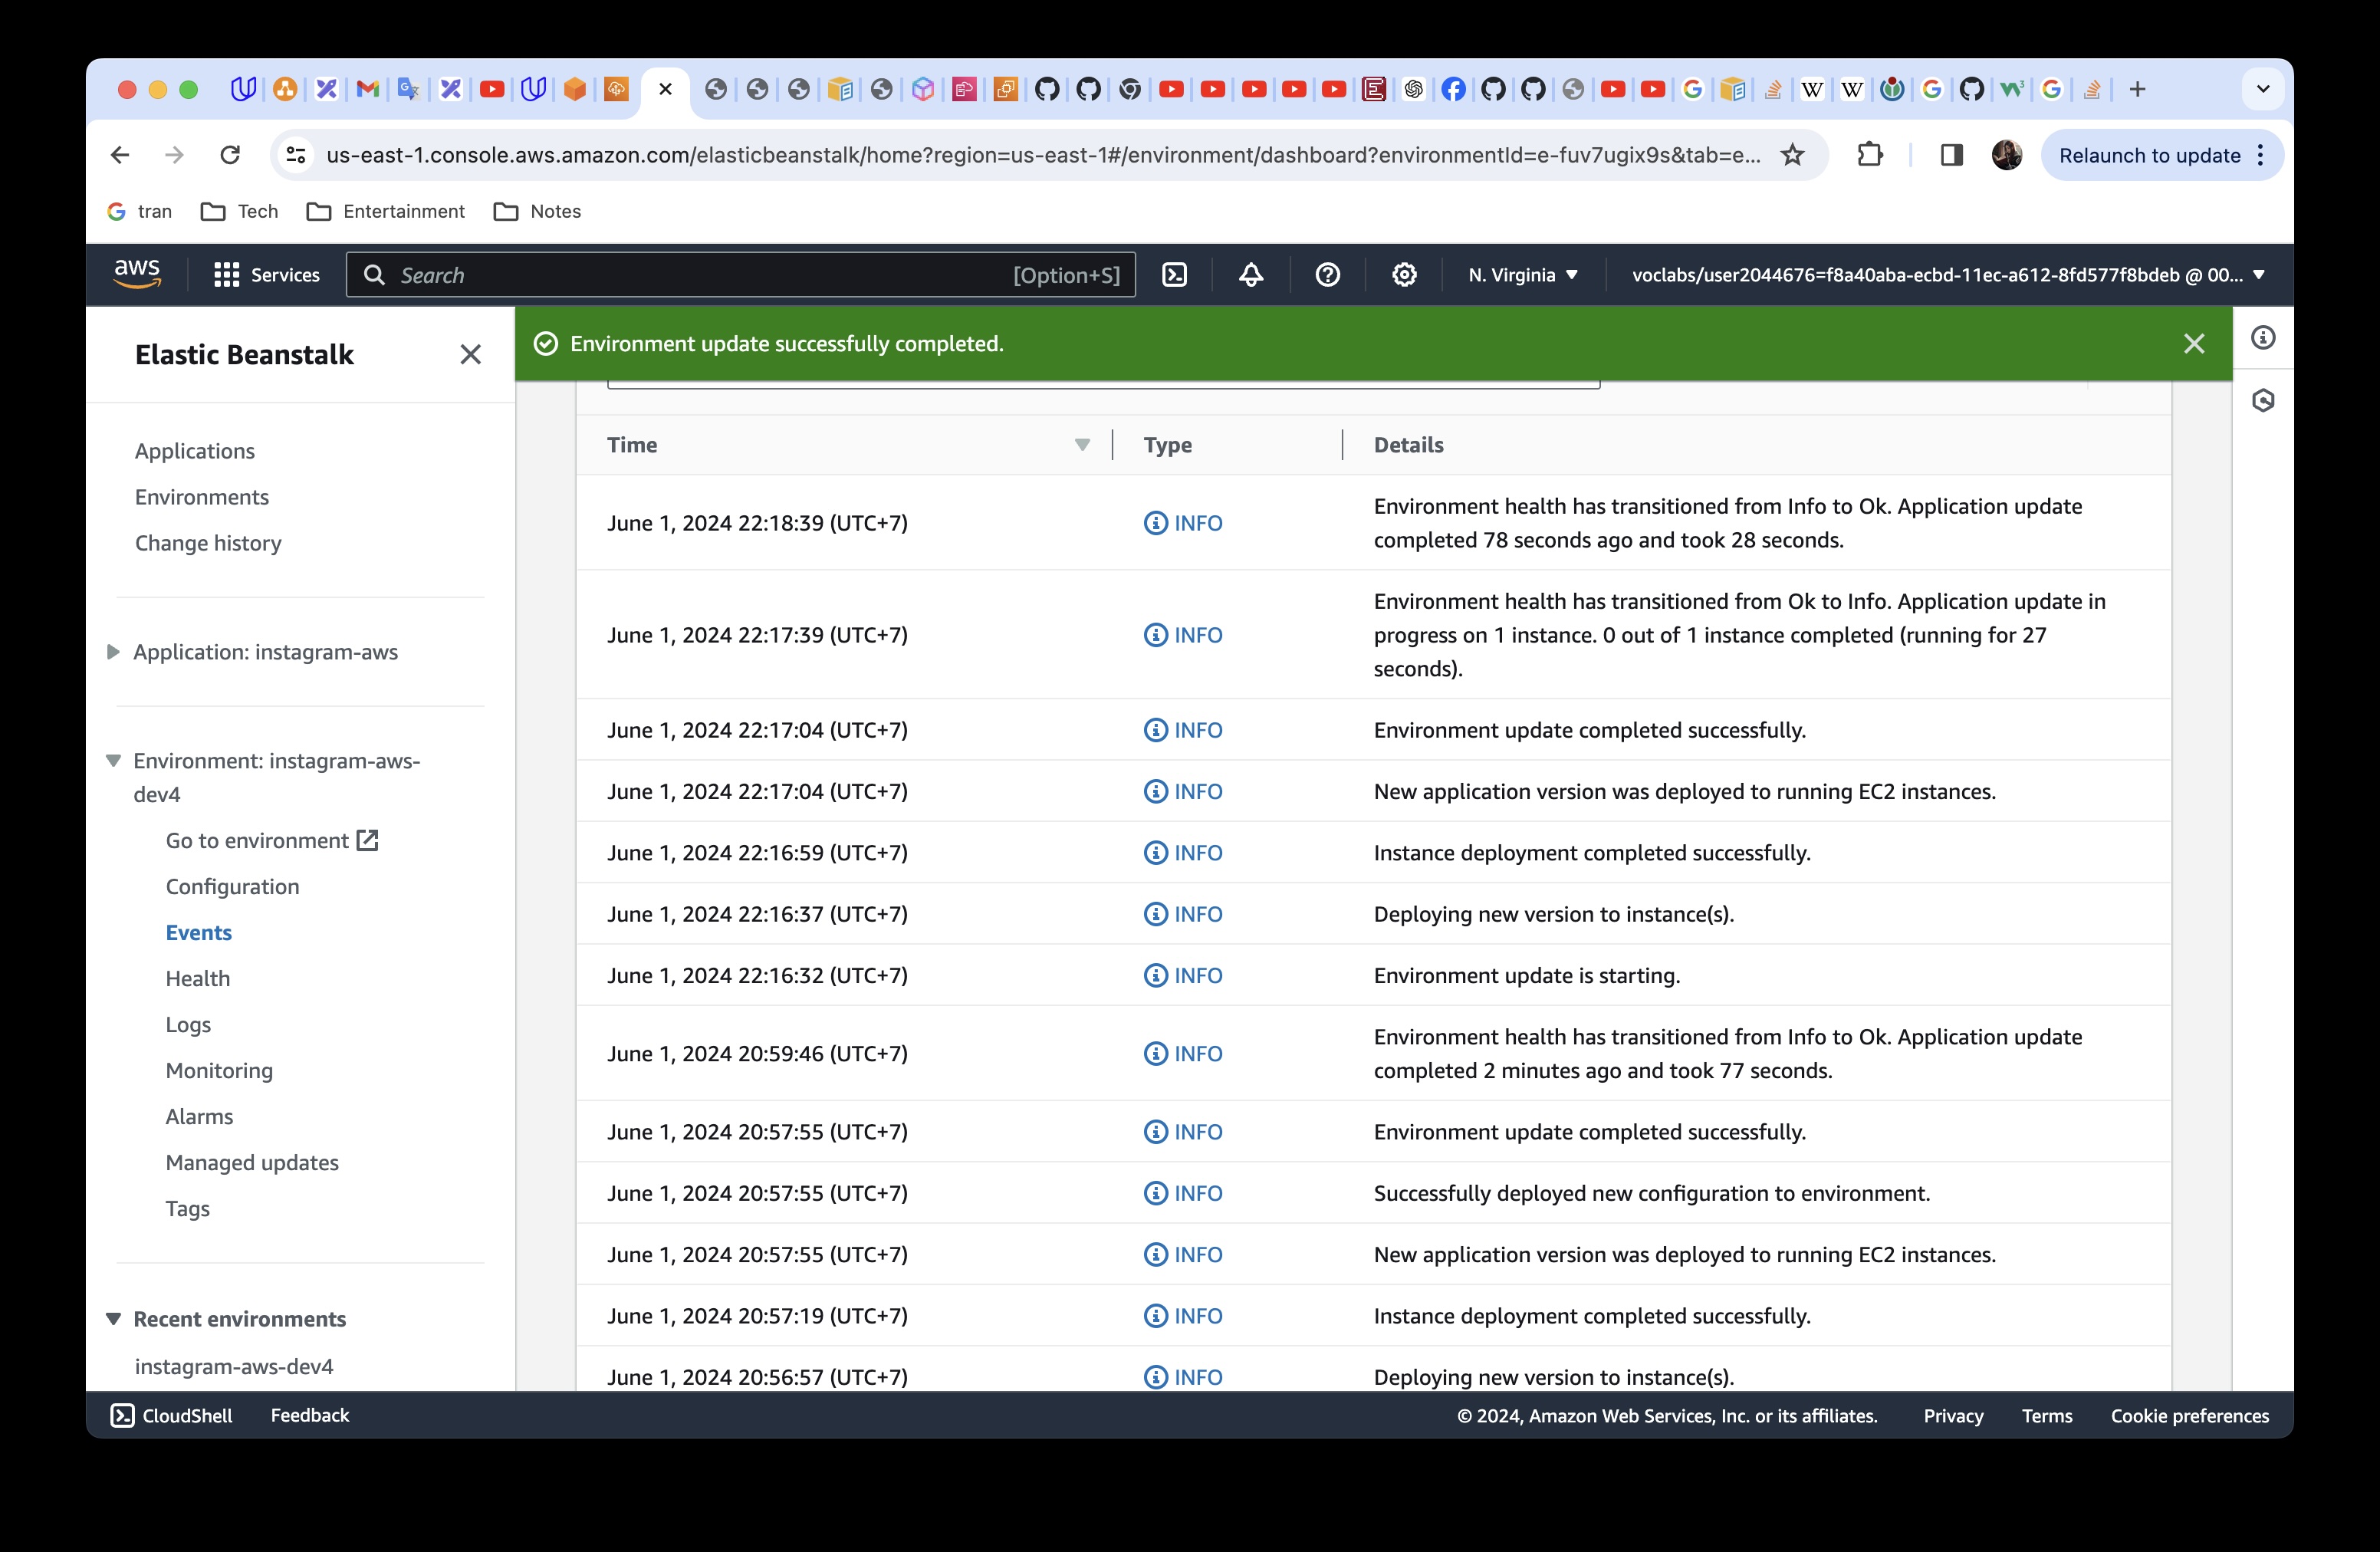 us-east-1.console.aws.amazon.com/elasticbeanstalk/home?region=us-east-1#/environment/dashboard?environmentId=e-fuv7ugix9s&tab=e...
Relaunch to update
tran
Tech
Entertainment
Notes
aws
Services
Search
[Option+S]
N. Virginia
voclabs/user2044676=f8a40aba-ecbd-11ec-a612-8fd577f8bdeb @ 00...
Elastic Beanstalk
Applications
Environments
Change history
Application: instagram-aws
Environment: instagram-aws-
dev4
Go to environment
Configuration
Events
Health
Logs
Monitoring
Alarms
Managed updates
Tags
Recent environments
instagram-aws-dev4
Environment update successfully completed.
Time
Type
Details
June 1, 2024 22:18:39 (UTC+7)
INFO
Environment health has transitioned from Info to Ok. Application update
completed 78 seconds ago and took 28 seconds.
June 1, 2024 22:17:39 (UTC+7)
INFO
Environment health has transitioned from Ok to Info. Application update in
progress on 1 instance. 0 out of 1 instance completed (running for 27
seconds).
June 1, 2024 22:17:04 (UTC+7)
INFO
Environment update completed successfully.
June 1, 2024 22:17:04 (UTC+7)
INFO
New application version was deployed to running EC2 instances.
June 1, 2024 22:16:59 (UTC+7)
INFO
Instance deployment completed successfully.
June 1, 2024 22:16:37 (UTC+7)
INFO
Deploying new version to instance(s).
June 1, 2024 22:16:32 (UTC+7)
INFO
Environment update is starting.
June 1, 2024 20:59:46 (UTC+7)
INFO
Environment health has transitioned from Info to Ok. Application update
completed 2 minutes ago and took 77 seconds.
June 1, 2024 20:57:55 (UTC+7)
INFO
Environment update completed successfully.
June 1, 2024 20:57:55 (UTC+7)
INFO
Successfully deployed new configuration to environment.
June 1, 2024 20:57:55 (UTC+7)
INFO
New application version was deployed to running EC2 instances.
June 1, 2024 20:57:19 (UTC+7)
INFO
Instance deployment completed successfully.
June 1, 2024 20:56:57 (UTC+7)
INFO
Deploying new version to instance(s).
CloudShell
Feedback
© 2024, Amazon Web Services, Inc. or its affiliates.
Privacy
Terms
Cookie preferences